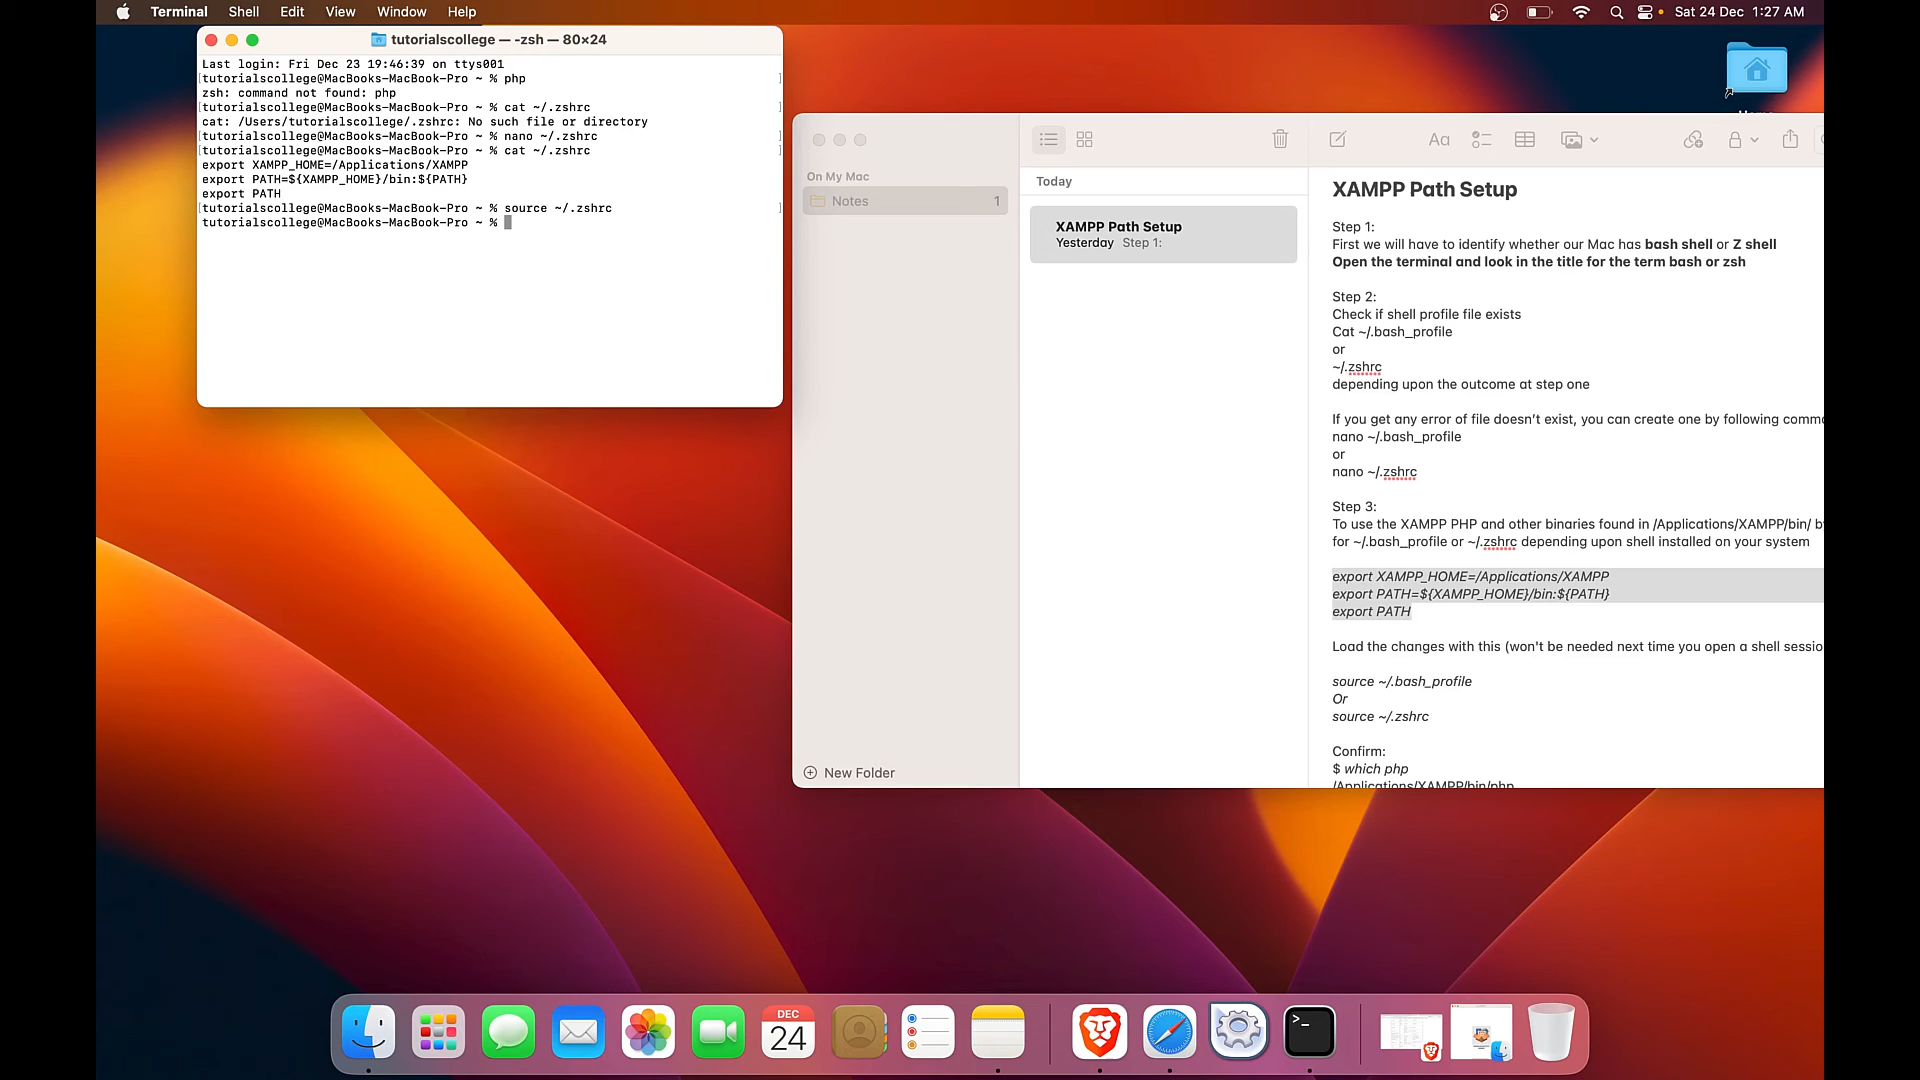 Terminal Shell Edit View Window Help
Sat 24 Dec 1:27 AM
tutorialscollege — -zsh — 80×24
Last login: Fri Dec 23 19:46:39 on ttys001
[tutorialscollege@MacBooks-MacBook-Pro ~ % php ]
zsh: command not found: php
[tutorialscollege@MacBooks-MacBook-Pro ~ % cat ~/.zshrc ]
cat: /Users/tutorialscollege/.zshrc: No such file or directory
[tutorialscollege@MacBooks-MacBook-Pro ~ % nano ~/.zshrc ]
[tutorialscollege@MacBooks-MacBook-Pro ~ % cat ~/.zshrc ]
export XAMPP_HOME=/Applications/XAMPP
export PATH=${XAMPP_HOME}/bin:${PATH}
export PATH
[tutorialscollege@MacBooks-MacBook-Pro ~ % source ~/.zshrc ]
tutorialscollege@MacBooks-MacBook-Pro ~ %
On My Mac
Notes 1
New Folder
Today
XAMPP Path Setup
Yesterday Step 1:
Aa
XAMPP Path Setup
Step 1:
First we will have to identify whether our Mac has bash shell or Z shell
Open the terminal and look in the title for the term bash or zsh
Step 2:
Check if shell profile file exists
Cat ~/.bash_profile
or
~/.zshrc
depending upon the outcome at step one
If you get any error of file doesn’t exist, you can create one by following comm
nano ~/.bash_profile
or
nano ~/.zshrc
Step 3:
To use the XAMPP PHP and other binaries found in /Applications/XAMPP/bin/ b
for ~/.bash_profile or ~/.zshrc depending upon shell installed on your system
export XAMPP_HOME=/Applications/XAMPP
export PATH=${XAMPP_HOME}/bin:${PATH}
export PATH
Load the changes with this (won't be needed next time you open a shell sessio
source ~/.bash_profile
Or
source ~/.zshrc
Confirm:
$ which php
/Applications/XAMPP/bin/php
DEC
24
>_